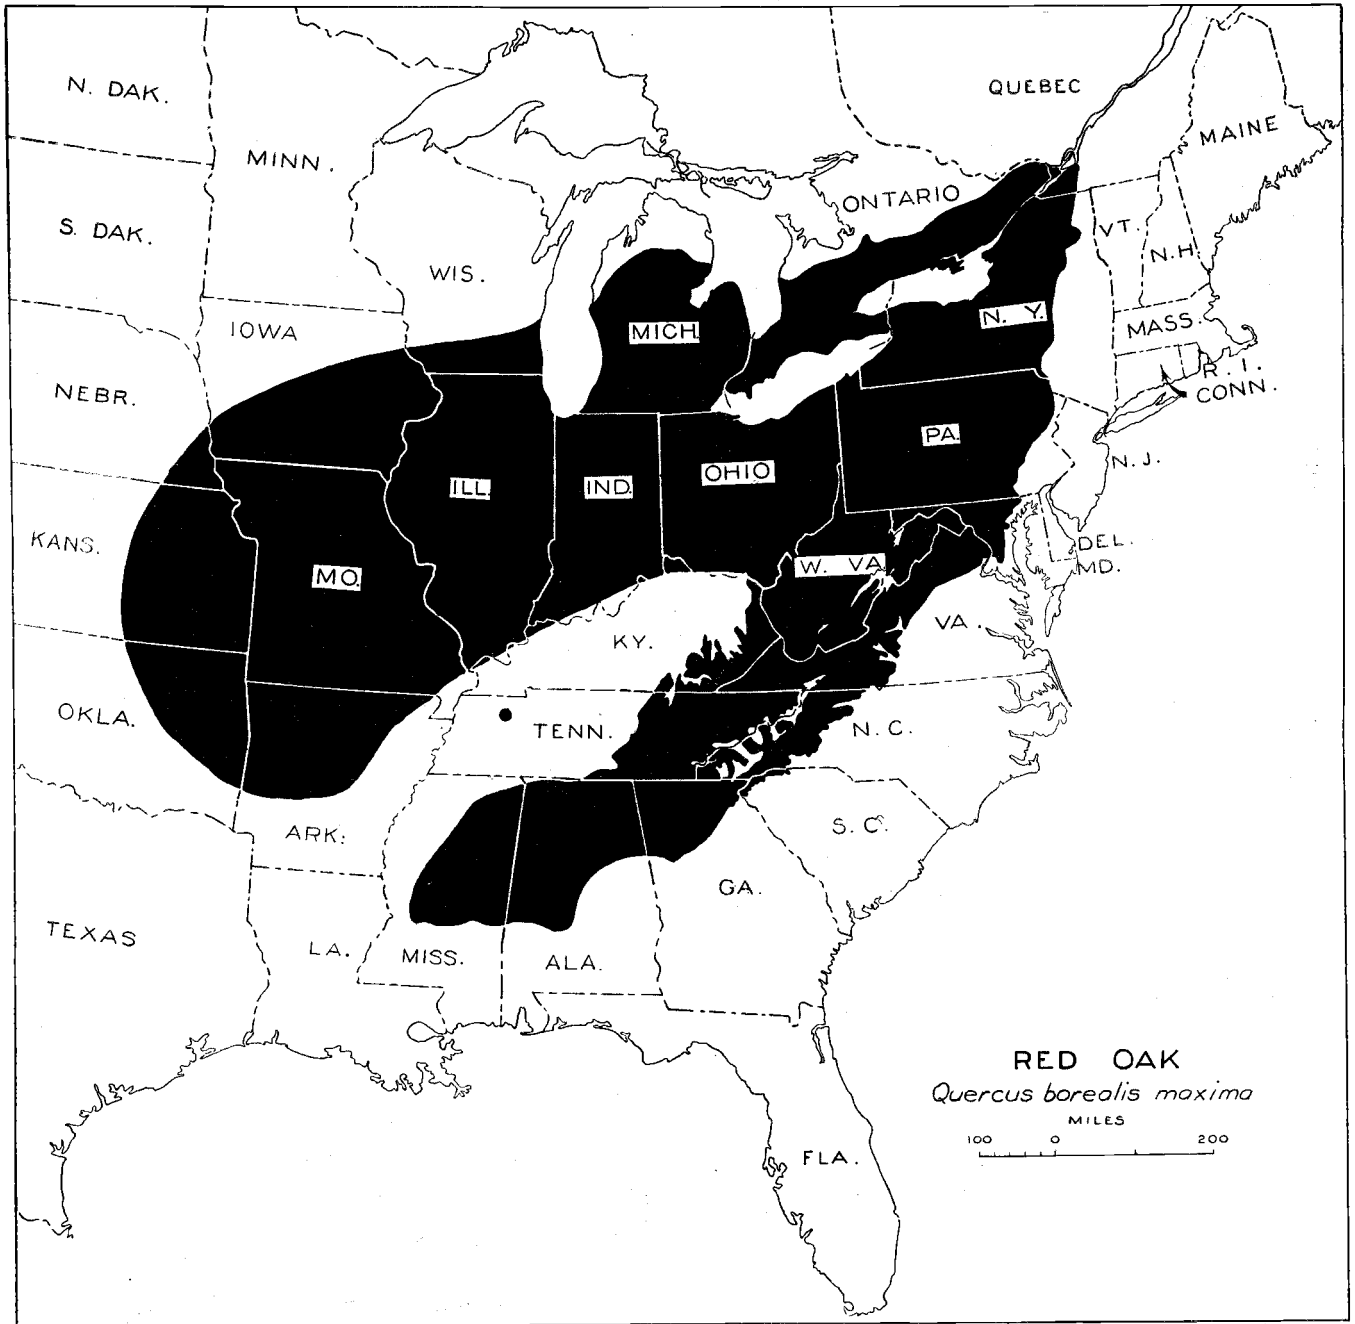 QUEBEC
N. DAK.
MAINE
MINN.
ONTARIO
S. DAK.
VT.
N.H
WIS.
N. Y.
MASS.
IOWA
MICH.
R. I.
CONN.
NEBR.
PA.
N. J.
OHIO
ILL.
IND.
KANS.
DEL.
MD.
W. VA.
MO.
VA.
KY.
OKLA.
TENN.
N. C.
S. C.
ARK.
GA.
TEXAS
LA.
MISS.
ALA.
RED OAK
Quercus borealis maxima
MILES
100 0 200
FLA.